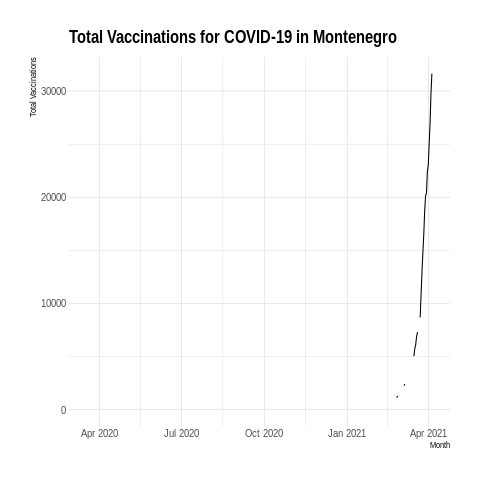 Total Vaccinations for COVID-19 in Montenegro
Total Vaccinations
30000
20000
10000
0
Apr 2020 Jul 2020 Oct 2020 Jan 2021 Apr 2021
Month